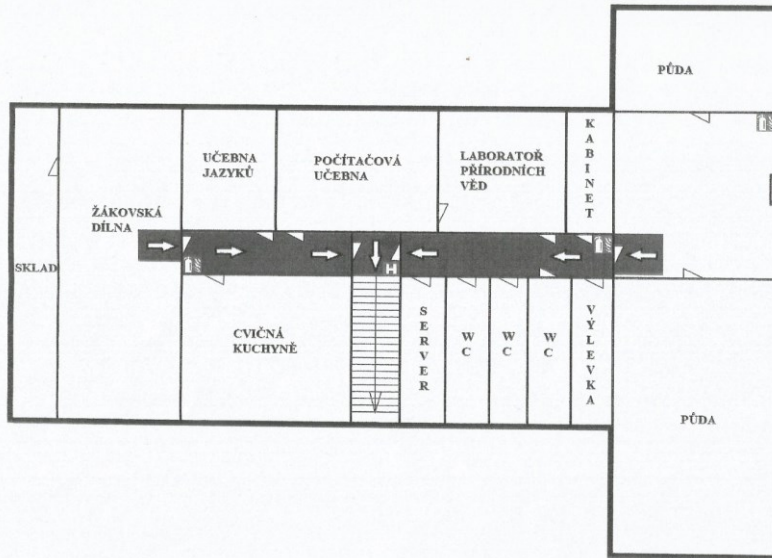 PŮDA
KABINET
UČEBNA
JAZYKŮ
POČÍTAČOVÁ
UČEBNA
LABORATOŘ
PŘÍRODNÍCH
VĚD
ŽÁKOVSKÁ
DÍLNA
SKLAD
H
CVIČNÁ
KUCHYNĚ
SERVER
WC
WC
WC
VÝLEVKA
PŮDA